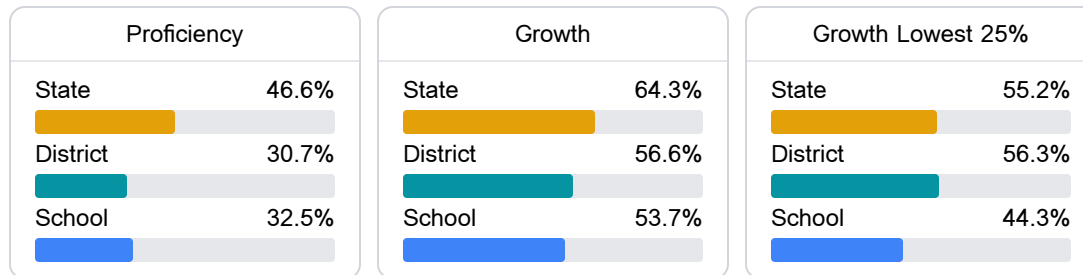 Proficiency
State 46.6%
District 30.7%
School 32.5%
Growth
State 64.3%
District 56.6%
School 53.7%
Growth Lowest 25%
State 55.2%
District 56.3%
School 44.3%